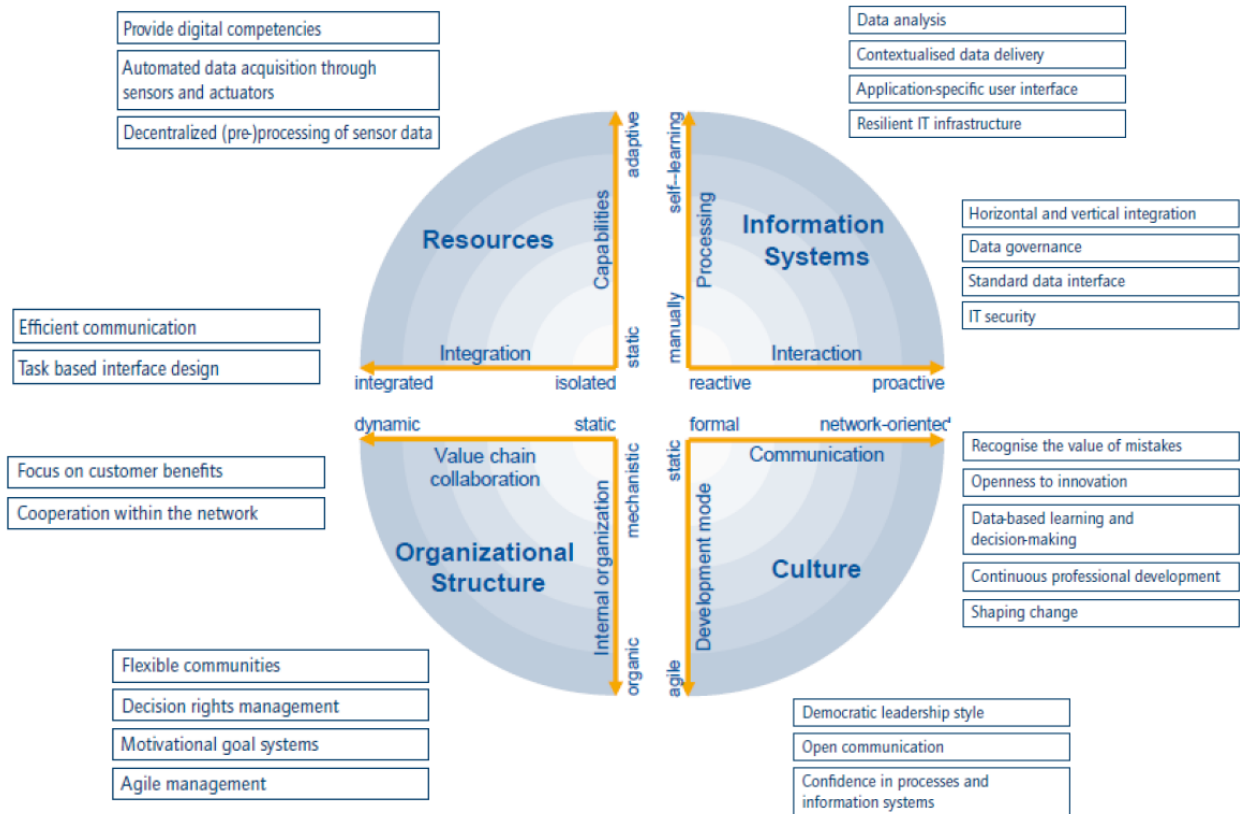 Provide digital competencies
Automated data acquisition through
sensors and actuators
Decentralized (pre-)processing of sensor data
Data analysis
Contextualised data delivery
Application-specific user interface
Resilient IT infrastructure
adaptive
Capabilities
static
Resources
Integration
integrated
isolated
self--learning
Processing
manually
Information
Systems
Interaction
reactive
proactive
Horizontal and vertical integration
Data governance
Standard data interface
IT security
Efficient communication
Task based interface design
dynamic
static
Value chain
collaboration
mechanistic
Internal organization
organic
Organizational
Structure
formal
network-oriented
Communication
static
Development mode
agile
Culture
Focus on customer benefits
Cooperation within the network
Recognise the value of mistakes
Openness to innovation
Data-based learning and
decision-making
Continuous professional development
Shaping change
Flexible communities
Decision rights management
Motivational goal systems
Agile management
Democratic leadership style
Open communication
Confidence in processes and
information systems